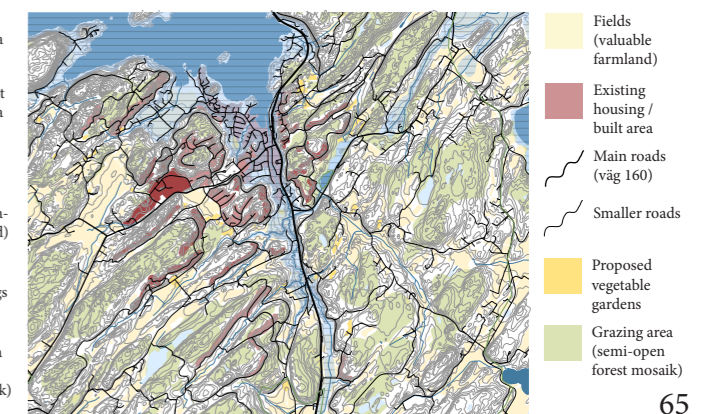 a
t
a
n-
d)
gs
a
k)
Fields
(valuable
farmland)
Existing
housing /
built area
Main roads
(väg 160)
Smaller roads
Proposed
vegetable
gardens
Grazing area
(semi-open
forest mosaik)
65